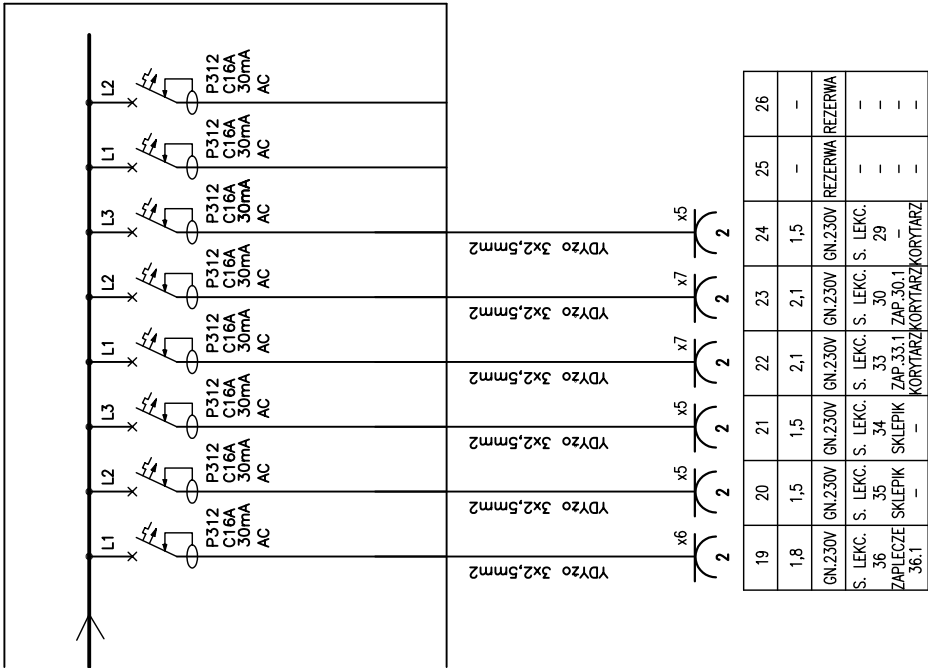 L2
P312
C16A
30mA
AC
L1
P312
C16A
30mA
AC
L3
P312
C16A
30mA
AC
YDYżo 3x2,5mm2
x5
2
L2
P312
C16A
30mA
AC
YDYżo 3x2,5mm2
x7
2
L1
P312
C16A
30mA
AC
YDYżo 3x2,5mm2
x7
2
L3
P312
C16A
30mA
AC
YDYżo 3x2,5mm2
x5
2
L2
P312
C16A
30mA
AC
YDYżo 3x2,5mm2
x5
2
L1
P312
C16A
30mA
AC
YDYżo 3x2,5mm2
x6
2
26
-
REZERWA
-
-
-
-
25
-
REZERWA
-
-
-
-
24
1,5
GN.230V
S. LEKC.
29
-
KORYTARZ
23
2,1
GN.230V
S. LEKC.
30
ZAP.30.1
KORYTARZ
22
2,1
GN.230V
S. LEKC.
33
ZAP.33.1
KORYTARZ
21
1,5
GN.230V
S. LEKC.
34
SKLEPIK
-
20
1,5
GN.230V
S. LEKC.
35
SKLEPIK
-
19
1,8
GN.230V
S. LEKC.
36
ZAPLECZE
36.1